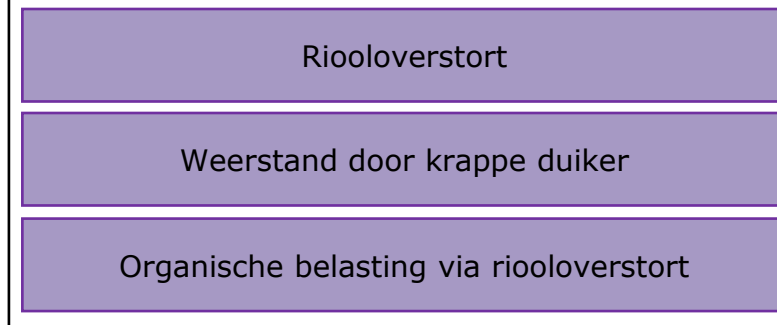 Riooloverstort
Weerstand door krappe duiker
Organische belasting via riooloverstort